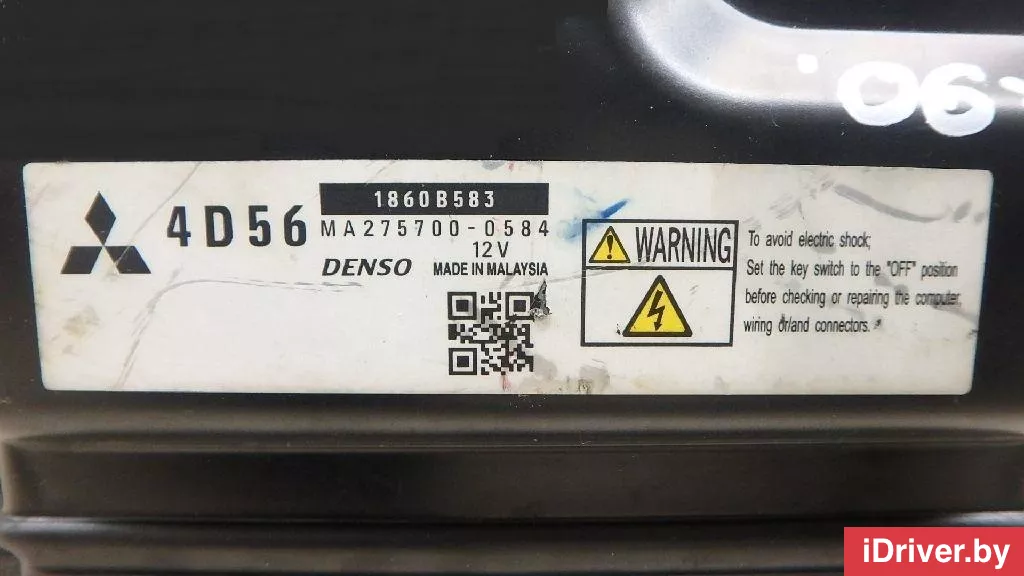 06
4D56
1860B583
MA275700-0584
12V
DENSO
MADE IN MALAYSIA
WARNING
To avoid electric shock;
Set the key switch to the "OFF" position
before checking or repairing the computer,
wiring or/and connectors.
iDriver.by